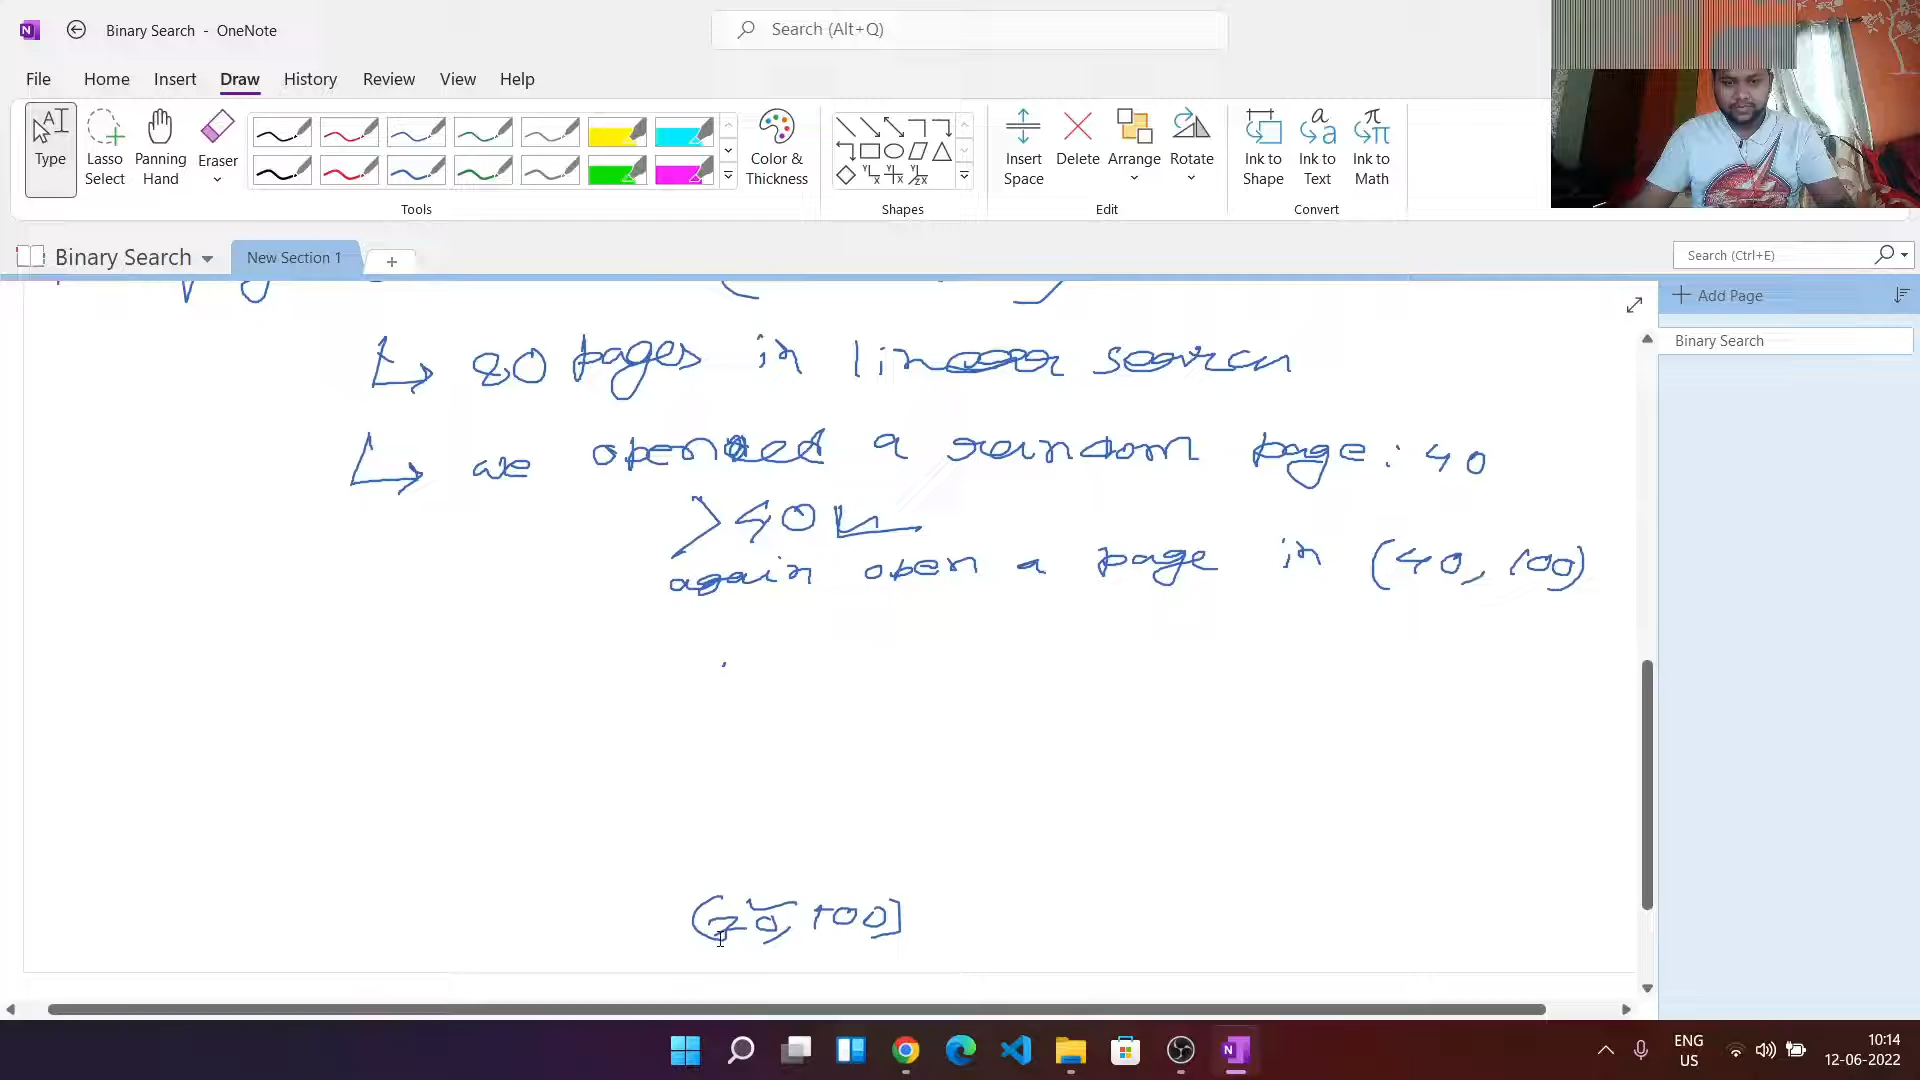 Binary Search - OneNote
Search (Alt+Q)
File Home Insert Draw History Review View Help
Type
Lasso Select
Panning Hand
Eraser
Color & Thickness
Insert Space
Delete
Arrange
Rotate
Ink to Shape
Ink to Text
Ink to Math
Tools
Shapes
Edit
Convert
Binary Search
New Section 1
Search (Ctrl+E)
Add Page
Binary Search
80 pages in linear search
we opened a random page : 40
>40
again open a page in (40, 100)
100]
ENG
US
10:14
12-06-2022